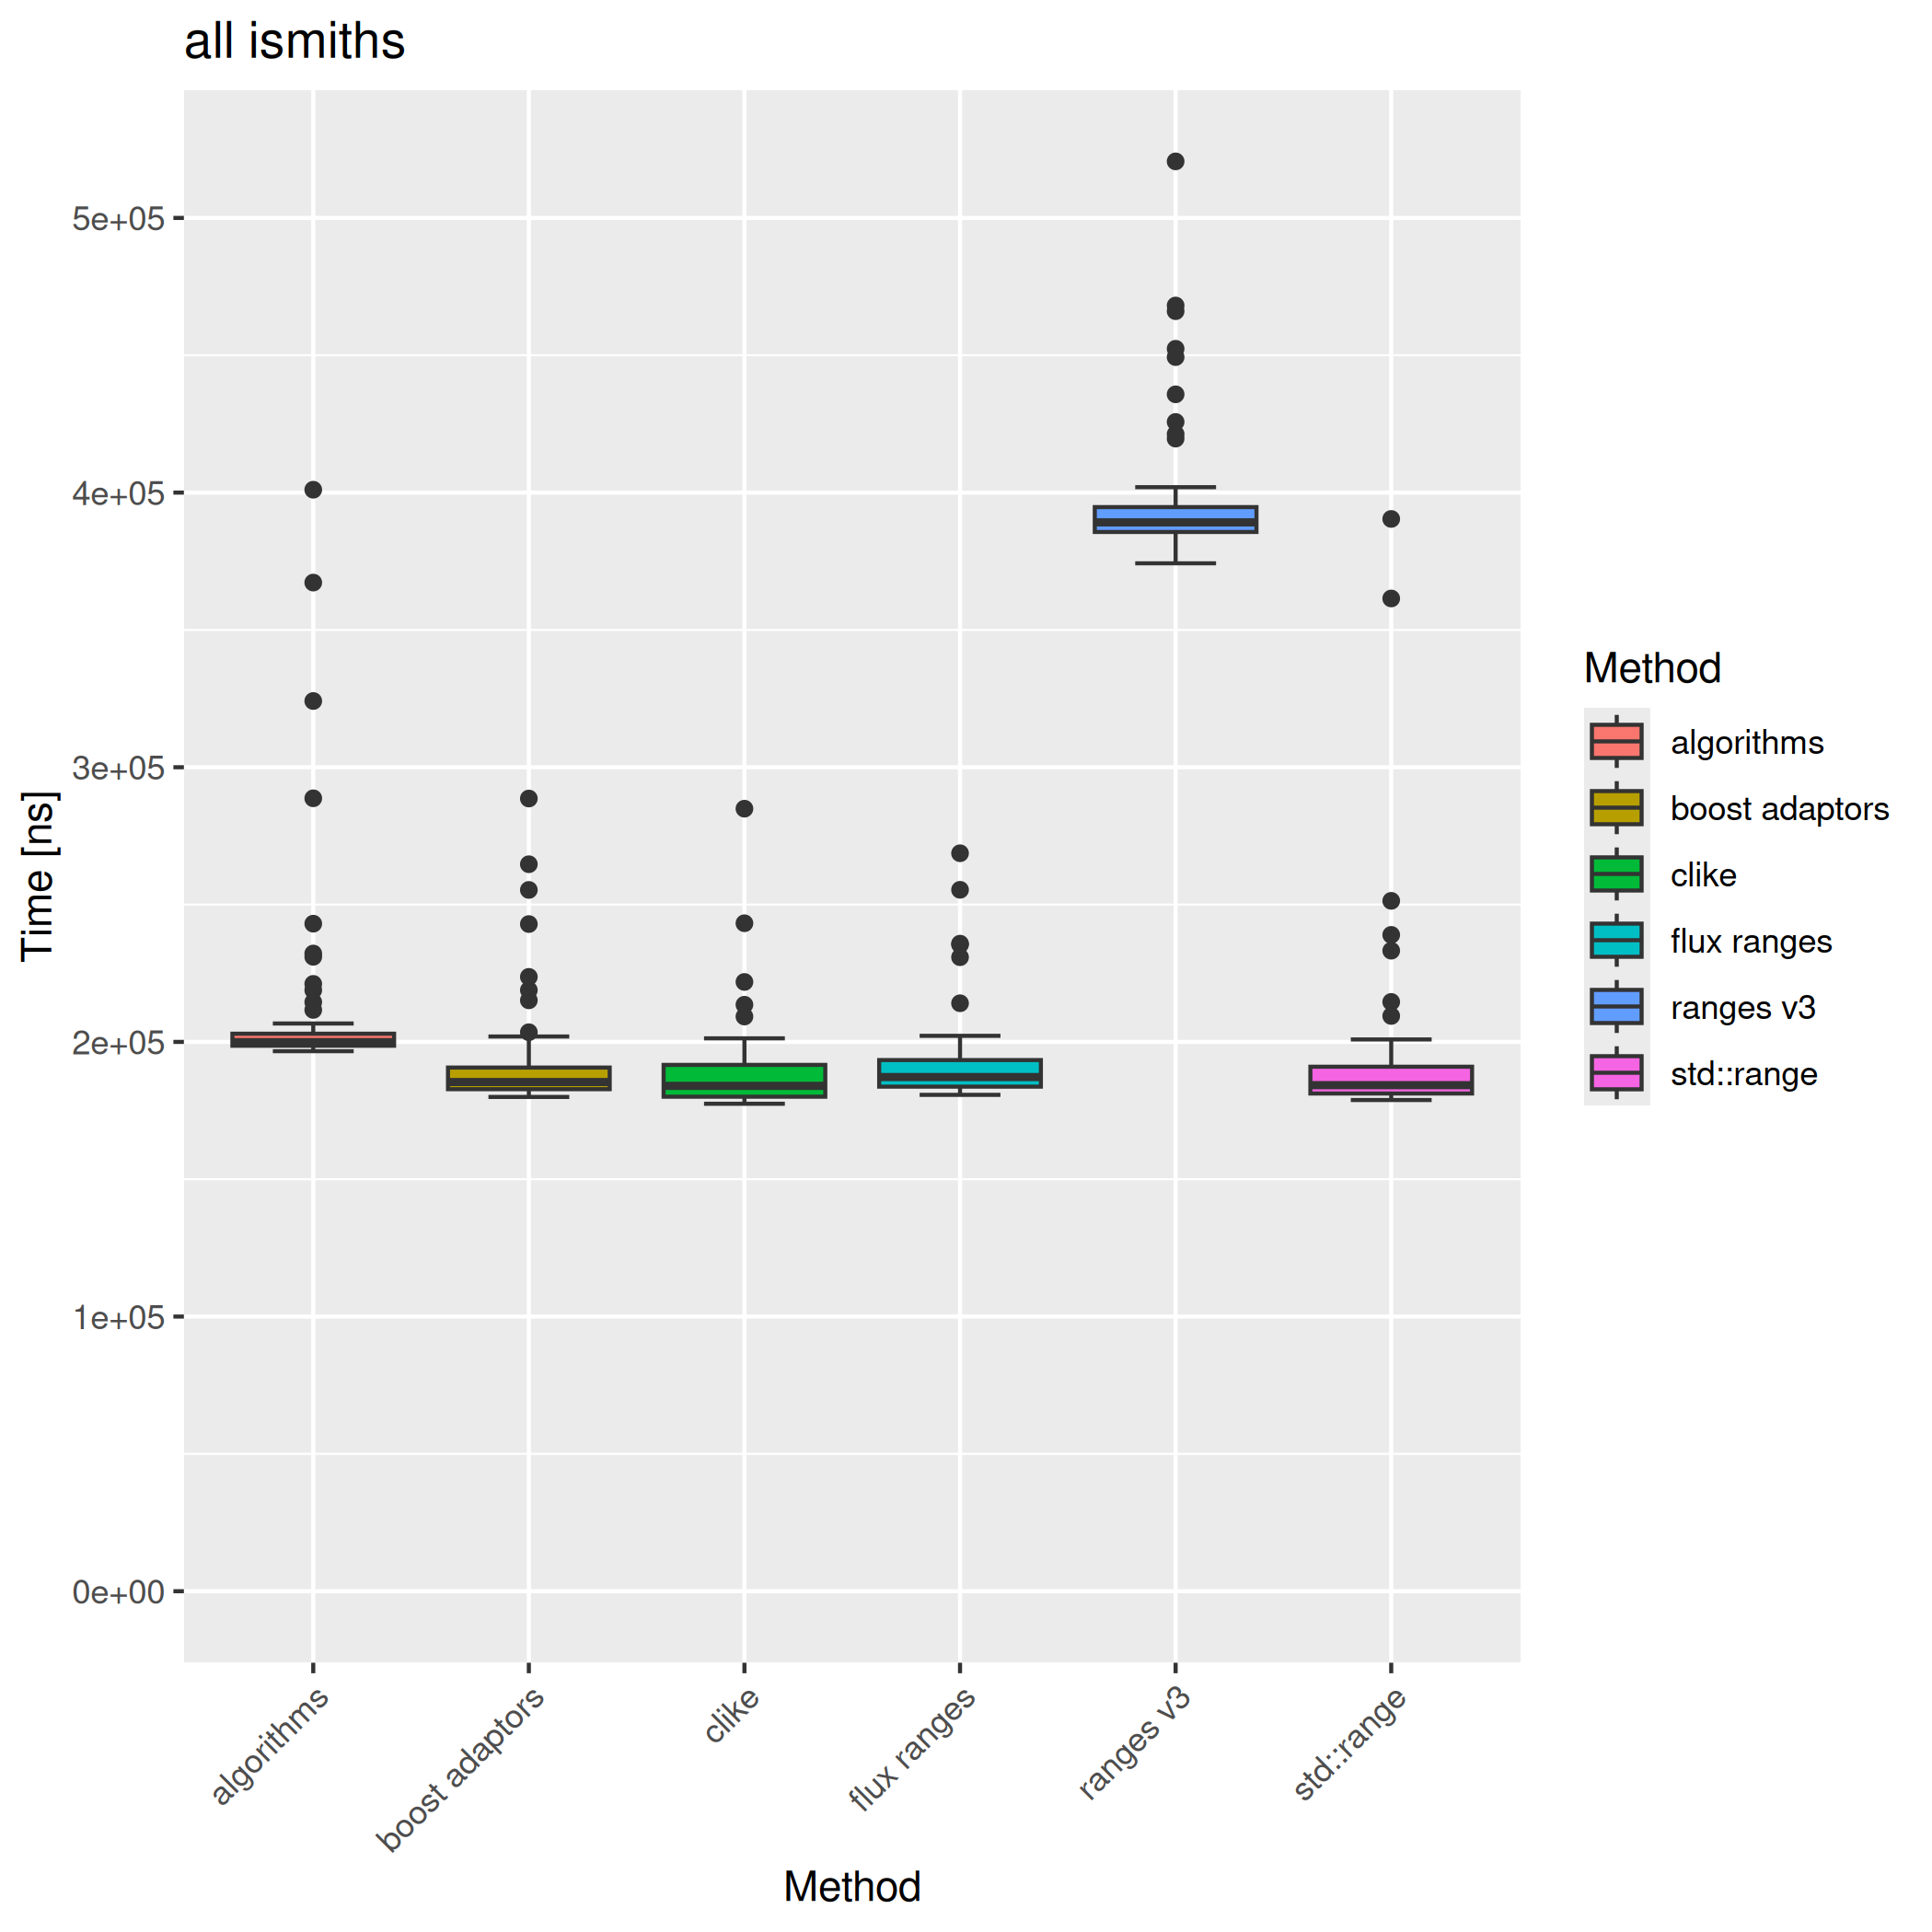 all ismiths
Time [ns]
5e+05
4e+05
3e+05
2e+05
1e+05
0e+00
algorithms
boost adaptors
clike
flux ranges
ranges v3
std::range
Method
Method
algorithms
boost adaptors
clike
flux ranges
ranges v3
std::range